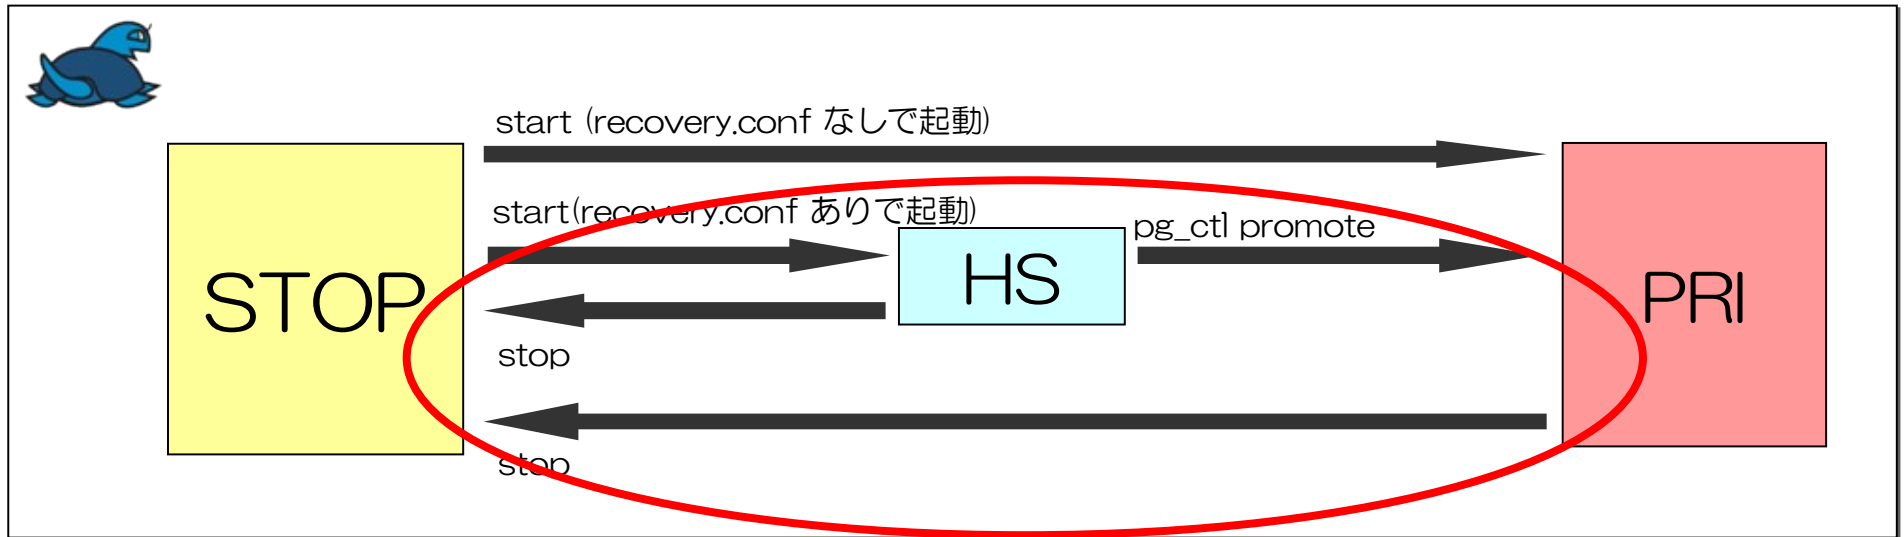 start (recovery.conf なしで起動)
start(recovery.conf ありで起動)
pg_ctl promote
STOP
HS
PRI
stop
stop